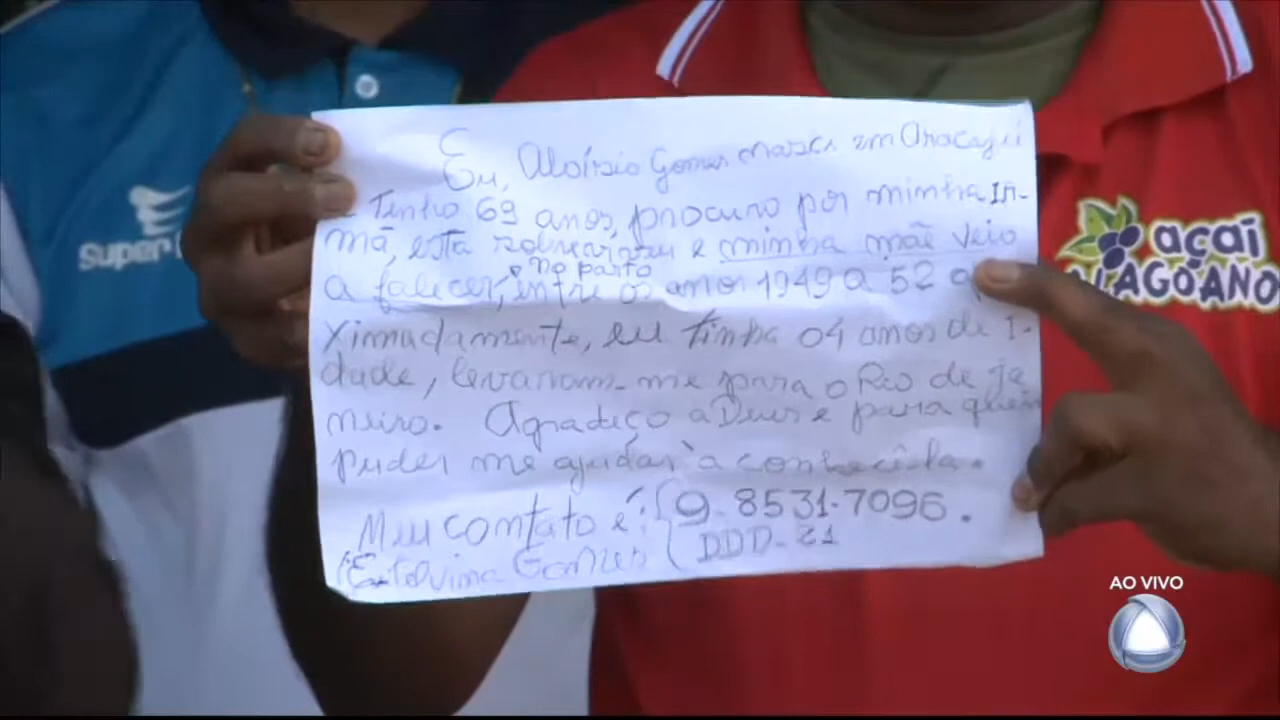 Eu, Aloísio Gomes nasci em Aracaju
Tenho 69 anos, procuro por minha Ir-
mã, esta sobreviveu e minha mãe veio
a falecer, no parto
entre os anos 1949 a 52 a
ximadamente, eu tinha 04 anos de I-
dade, levaram-me para o Rio de Ja
neiro. Agradeço a Deus e para quem
puder me ajudar a conhecê-la.
Meu contato é: 9-8531-7096.
Gomes DDD-21
super
açaí
ALAGOANO
AO VIVO